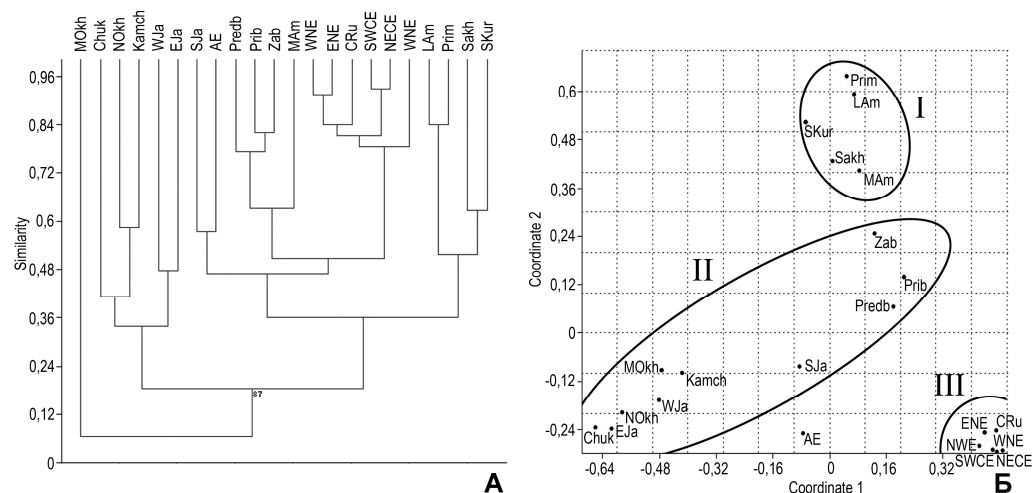 MOkh
Chuk
NOkh
Kamch
WJa
EJa
SJa
AE
Predb
Prib
Zab
MAm
WNE
ENE
CRu
SWCE
NECE
WNE
LAm
Prim
Sakh
SKur
0,96
0,84
0,72
0,6
0,48
0,36
0,24
0,12
0
Similarity
87
А
0,6
0,48
0,36
0,24
0,12
0
-0,12
-0,24
Coordinate 2
Prim
LAm
I
SKur
Sakh
MAm
II
Zab
Prib
Predb
SJa
MOkh
Kamch
WJa
NOkh
Chuk
EJa
AE
III
ENE
CRu
NWE
WNE
SWCE
NECE
-0,64 -0,48 -0,32 -0,16 0 0,16 0,32
Coordinate 1
Б